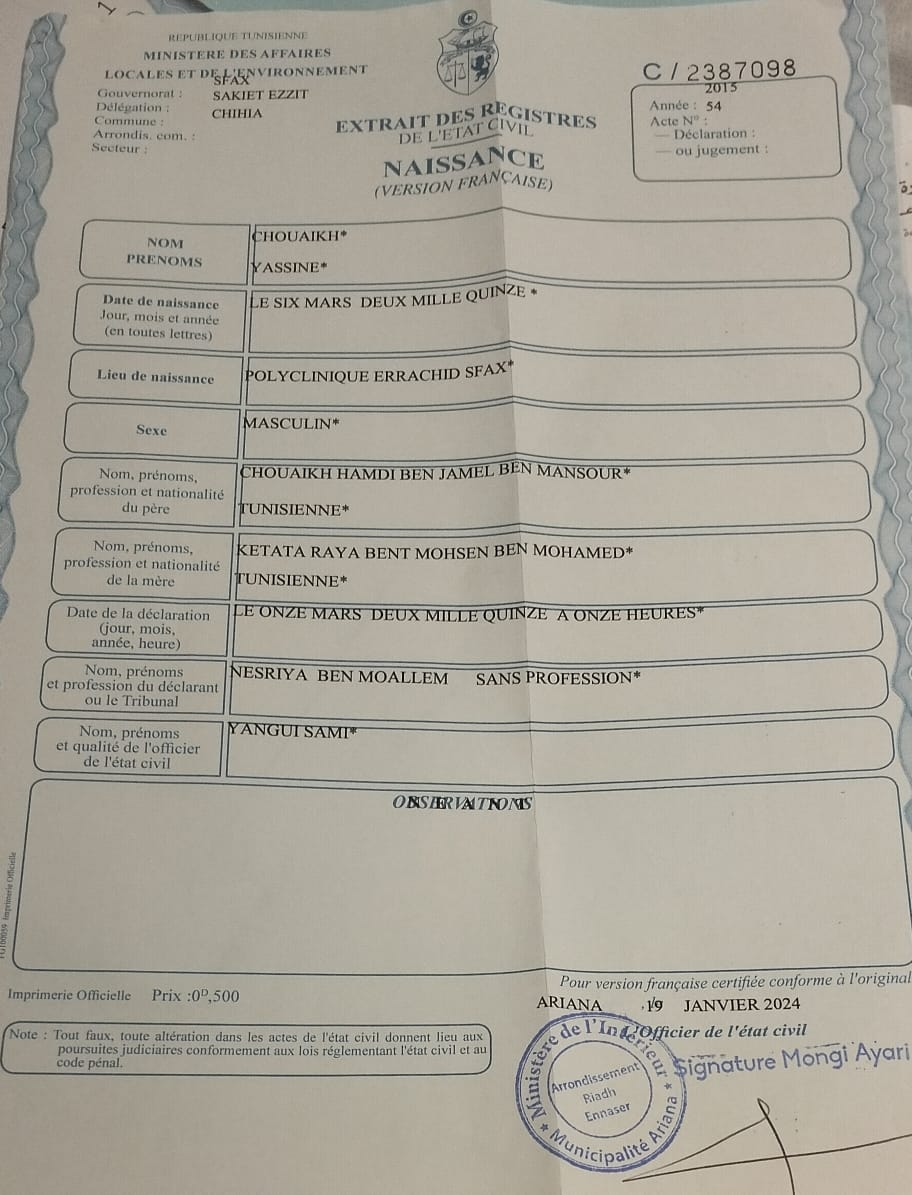 REPUBLIQUE TUNISIENNE
MINISTERE DES AFFAIRES
LOCALES ET DE L'ENVIRONNEMENT
Gouvernorat : SFAX
Délégation : SAKIET EZZIT
Commune : CHIHIA
Arrondis. com. :
Secteur :
EXTRAIT DES REGISTRES
DE L'ETAT CIVIL
NAISSANCE
(VERSION FRANÇAISE)
C / 2387098
2015
Année : 54
Acte N° :
— Déclaration :
— ou jugement :
NOM CHOUAIKH*
PRENOMS YASSINE*
Date de naissance LE SIX MARS DEUX MILLE QUINZE *
Jour, mois et année
(en toutes lettres)
Lieu de naissance POLYCLINIQUE ERRACHID SFAX*
Sexe MASCULIN*
Nom, prénoms, CHOUAIKH HAMDI BEN JAMEL BEN MANSOUR*
profession et nationalité
du père TUNISIENNE*
Nom, prénoms, KETATA RAYA BENT MOHSEN BEN MOHAMED*
profession et nationalité
de la mère TUNISIENNE*
Date de la déclaration LE ONZE MARS DEUX MILLE QUINZE A ONZE HEURES*
(jour, mois,
année, heure)
Nom, prénoms NESRIYA BEN MOALLEM SANS PROFESSION*
et profession du déclarant
ou le Tribunal
Nom, prénoms YANGUI SAMI*
et qualité de l'officier
de l'état civil
OBSERVATIONS
Imprimerie Officielle
Imprimerie Officielle Prix :0ᴰ,500
Pour version française certifiée conforme à l'original
ARIANA , 19 JANVIER 2024
L'Officier de l'état civil
Note : Tout faux, toute altération dans les actes de l'état civil donnent lieu aux
poursuites judiciaires conformement aux lois réglementant l'état civil et au
code pénal.
Signature Mongi Ayari
★ Ministère de l'Intérieur ★
Arrondissement
Riadh
Ennaser
Municipalité Ariana